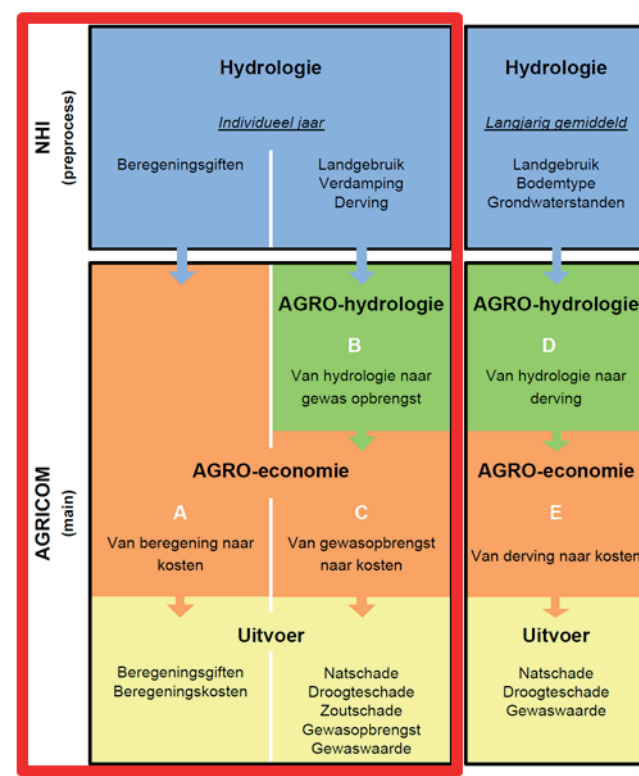 NHI
(preprocess)
Hydrologie
Individueel jaar
Beregeningsgiften
Landgebruik
Verdamping
Derving
Hydrologie
Langjarig gemiddeld
Landgebruik
Bodemtype
Grondwaterstanden
AGRICOM
(main)
AGRO-hydrologie
B
Van hydrologie naar
gewas opbrengst
AGRO-economie
A
Van beregening naar
kosten
C
Van gewasopbrengst
naar kosten
Uitvoer
Beregeningsgiften
Beregeningskosten
Natschade
Droogteschade
Zoutschade
Gewasopbrengst
Gewaswaarde
AGRO-hydrologie
D
Van hydrologie naar
derving
AGRO-economie
E
Van derving naar kosten
Uitvoer
Natschade
Droogteschade
Gewaswaarde